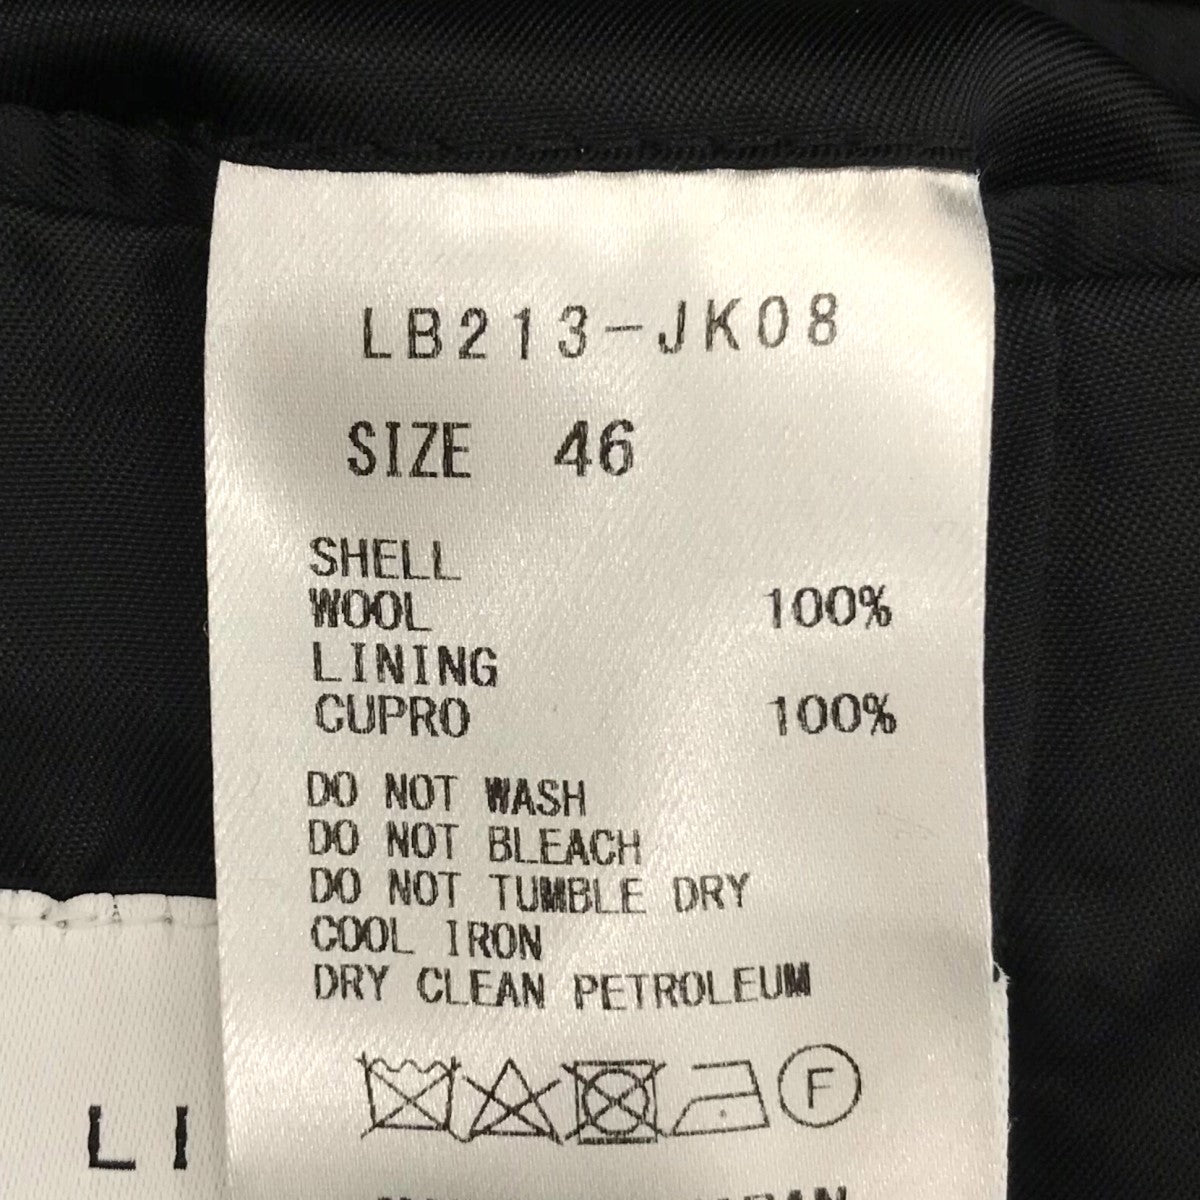 LB213-JK08
SIZE 46
SHELL
WOOL 100%
LINING
CUPRO 100%
DO NOT WASH
DO NOT BLEACH
DO NOT TUMBLE DRY
COOL IRON
DRY CLEAN PETROLEUM
F
LI